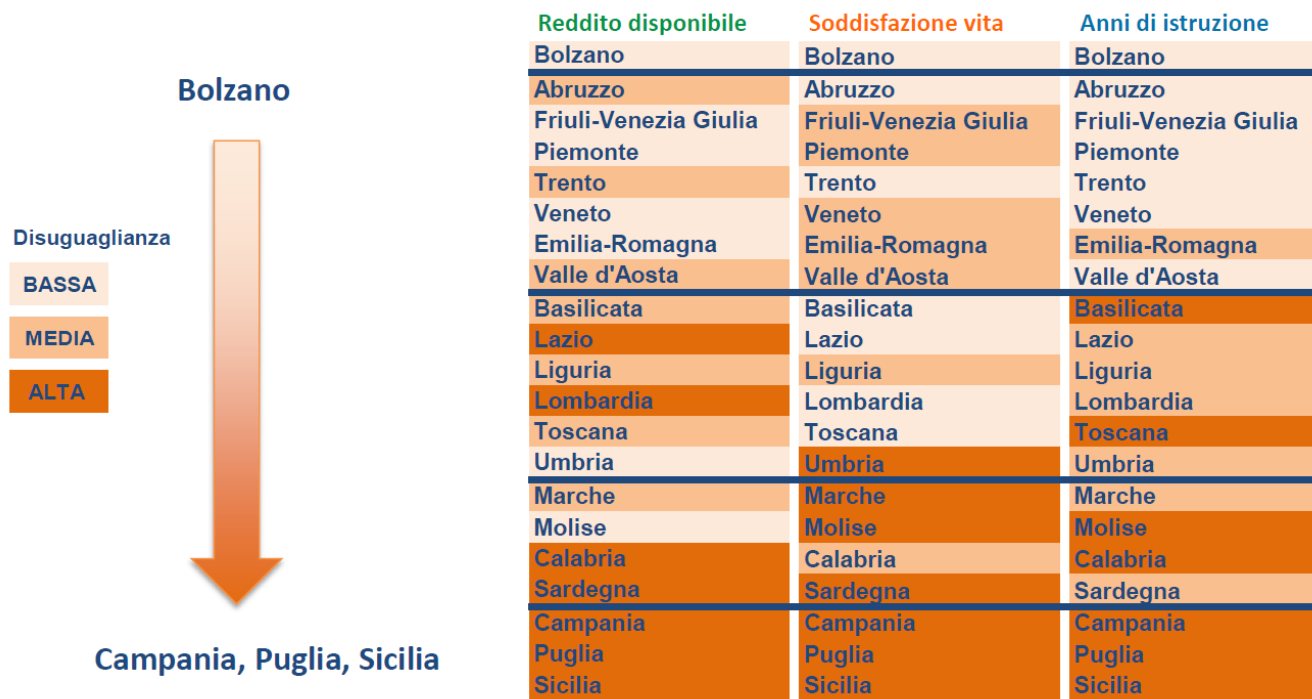 Reddito disponibile Soddisfazione vita Anni di istruzione
Bolzano Bolzano Bolzano
Bolzano
Abruzzo Abruzzo Abruzzo
Friuli-Venezia Giulia Friuli-Venezia Giulia Friuli-Venezia Giulia
Piemonte Piemonte Piemonte
Trento Trento Trento
Veneto Veneto Veneto
Disuguaglianza
Emilia-Romagna Emilia-Romagna Emilia-Romagna
Valle d'Aosta Valle d'Aosta Valle d'Aosta
BASSA
Basilicata Basilicata Basilicata
Lazio Lazio Lazio
MEDIA
Liguria Liguria Liguria
ALTA
Lombardia Lombardia Lombardia
Toscana Toscana Toscana
Umbria Umbria Umbria
Marche Marche Marche
Molise Molise Molise
Calabria Calabria Calabria
Sardegna Sardegna Sardegna
Campania Campania Campania
Campania, Puglia, Sicilia
Puglia Puglia Puglia
Sicilia Sicilia Sicilia